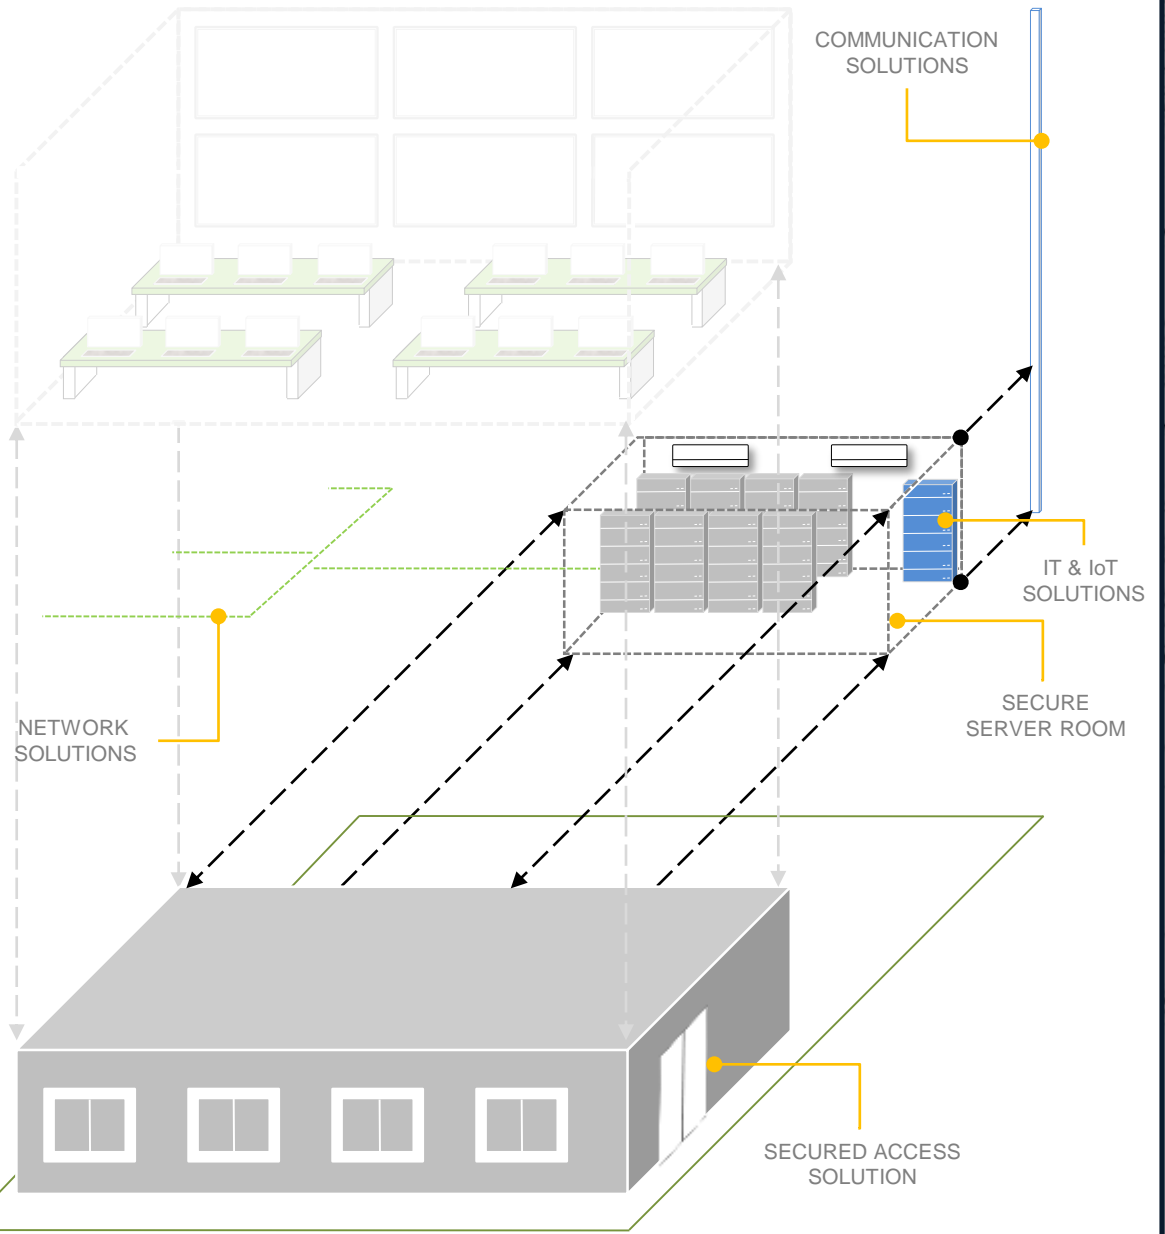 COMMUNICATION
SOLUTIONS
IT & IoT
SOLUTIONS
SECURE
SERVER ROOM
NETWORK
SOLUTIONS
SECURED ACCESS
SOLUTION